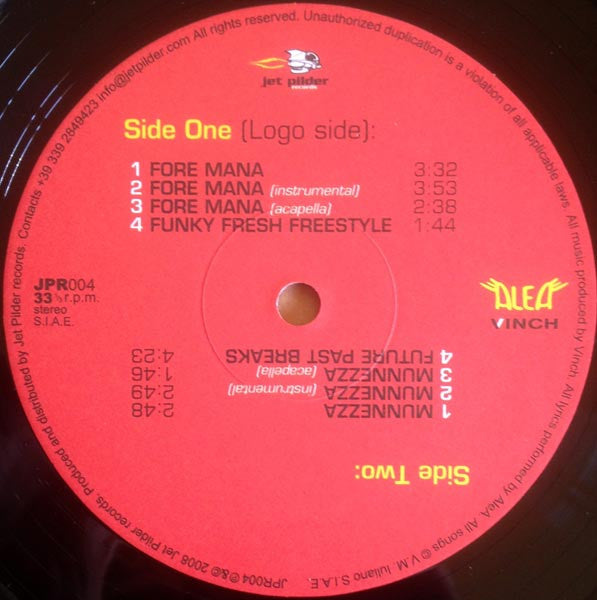 jet pilder
records
Side One (Logo side):
1 FORE MANA 3:32
2 FORE MANA (instrumental) 3:53
3 FORE MANA (acapella) 2:38
4 FUNKY FRESH FREESTYLE 1:44
JPR004
33 ⅓ r.p.m.
stereo
S.I.A.E.
ALEA
VINCH
Side Two:
1 MUNNEZZA 2:48
2 MUNNEZZA (instrumental) 2:49
3 MUNNEZZA (acapella) 1:46
4 FUTURE PAST BREAKS 4:23
JPR004 ℗&© 2008 Jet Pilder records. Produced and distributed by Jet Pilder records. Contacts +39 339 2849423 info@jetpilder.com All rights reserved. Unauthorized duplication is a violation of all applicable laws. All music produced by Vinch. All lyrics performed by AleA. All songs © V.M. Iuliano S.I.A.E.